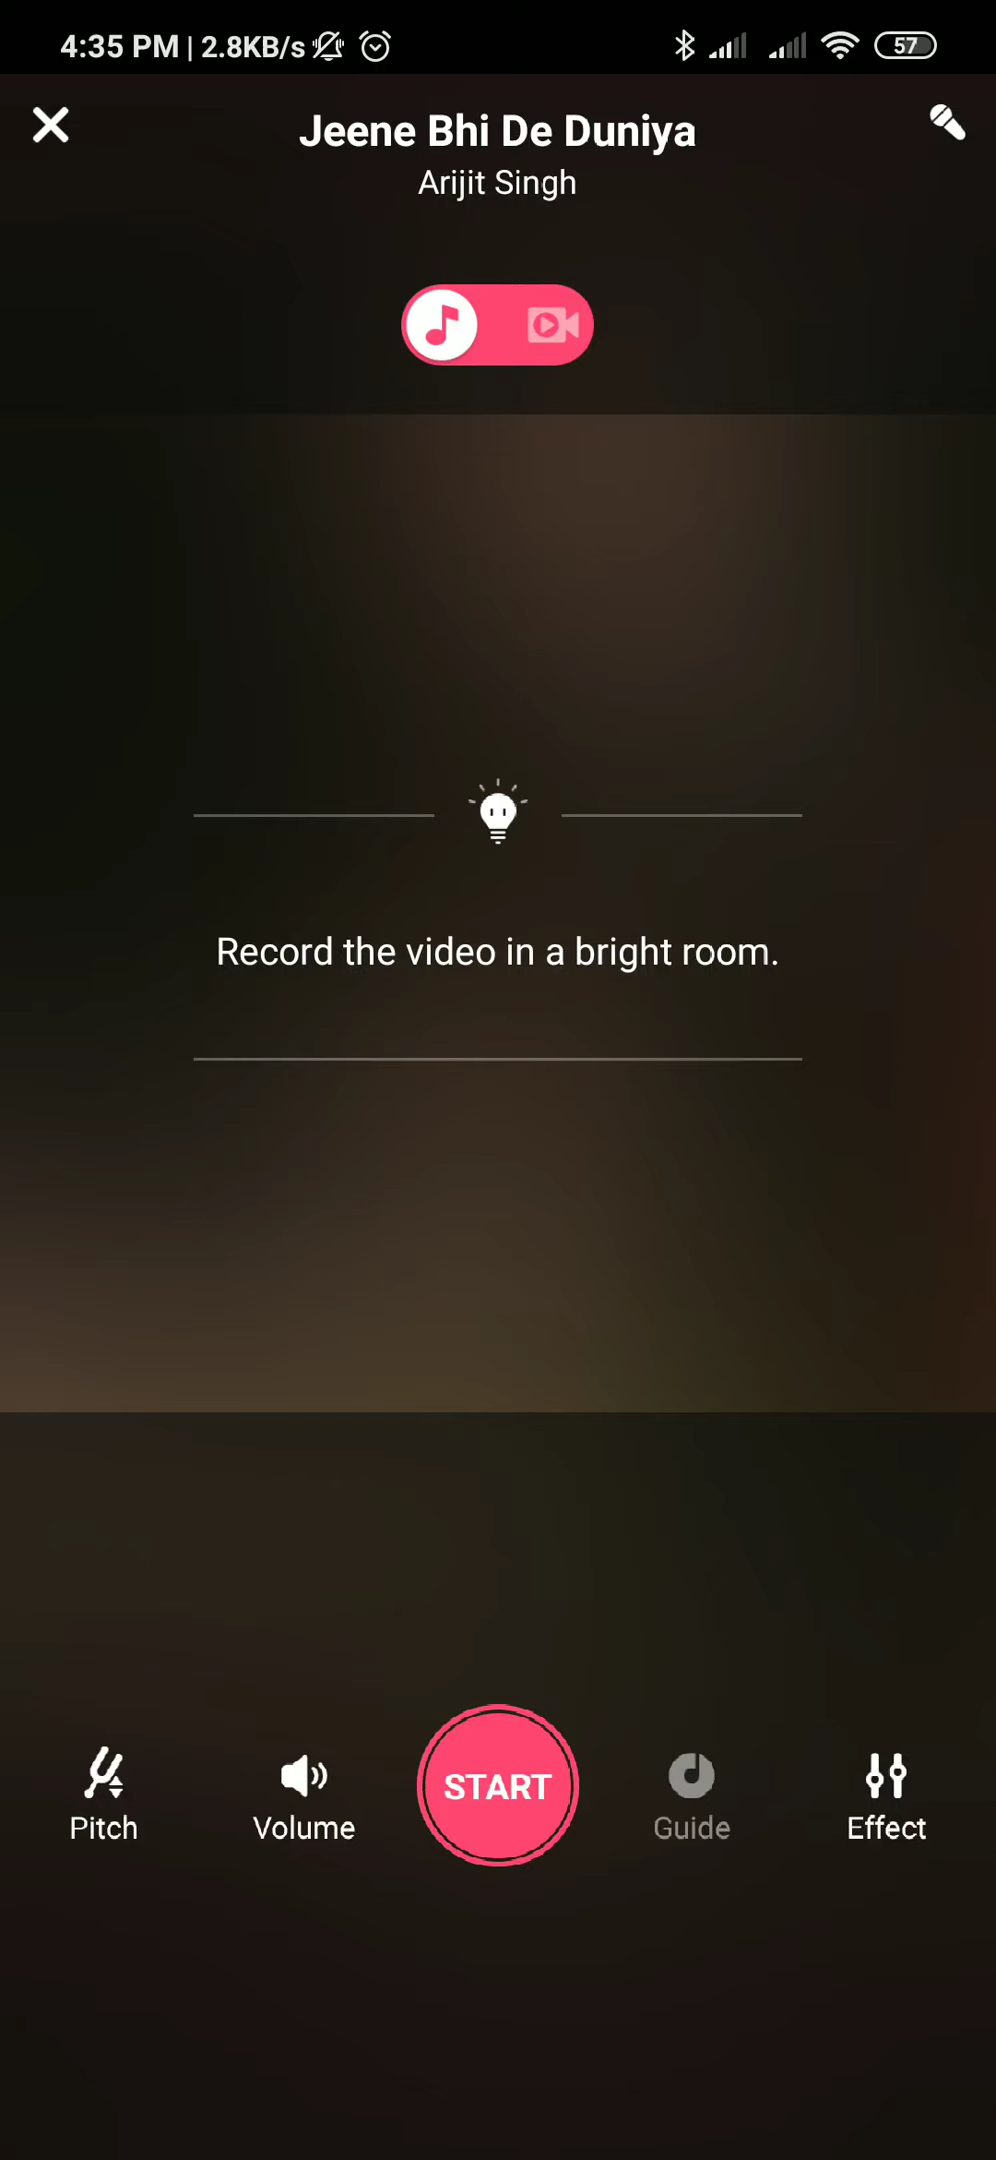 4:35 PM | 2.8KB/s
57
Jeene Bhi De Duniya
Arijit Singh
Record the video in a bright room.
Pitch
Volume
START
Guide
Effect